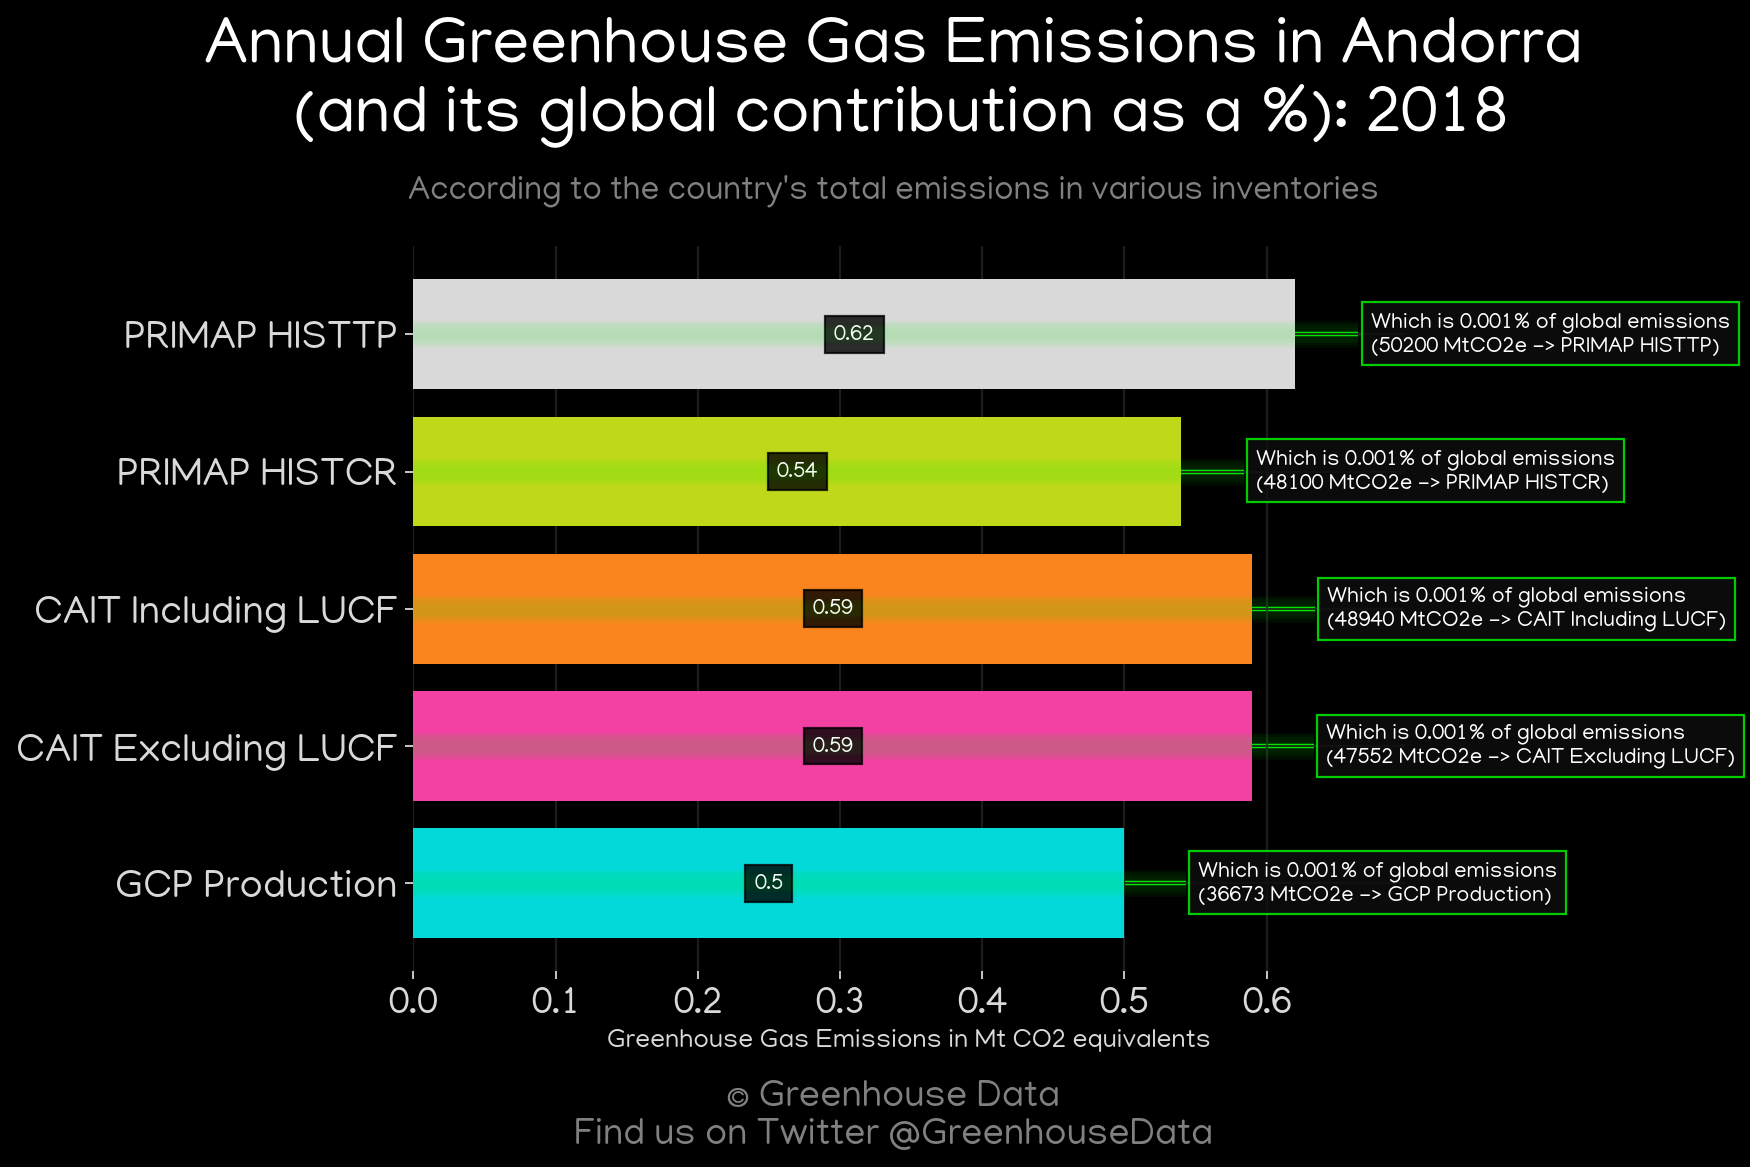 Annual Greenhouse Gas Emissions in Andorra
(and its global contribution as a %): 2018
According to the country's total emissions in various inventories
PRIMAP HISTTP
0.62
Which is 0.001% of global emissions
(50200 MtCO2e -> PRIMAP HISTTP)
PRIMAP HISTCR
0.54
Which is 0.001% of global emissions
(48100 MtCO2e -> PRIMAP HISTCR)
CAIT Including LUCF
0.59
Which is 0.001% of global emissions
(48940 MtCO2e -> CAIT Including LUCF)
CAIT Excluding LUCF
0.59
Which is 0.001% of global emissions
(47552 MtCO2e -> CAIT Excluding LUCF)
GCP Production
0.5
Which is 0.001% of global emissions
(36673 MtCO2e -> GCP Production)
0.0 0.1 0.2 0.3 0.4 0.5 0.6
Greenhouse Gas Emissions in Mt CO2 equivalents
© Greenhouse Data
Find us on Twitter @GreenhouseData